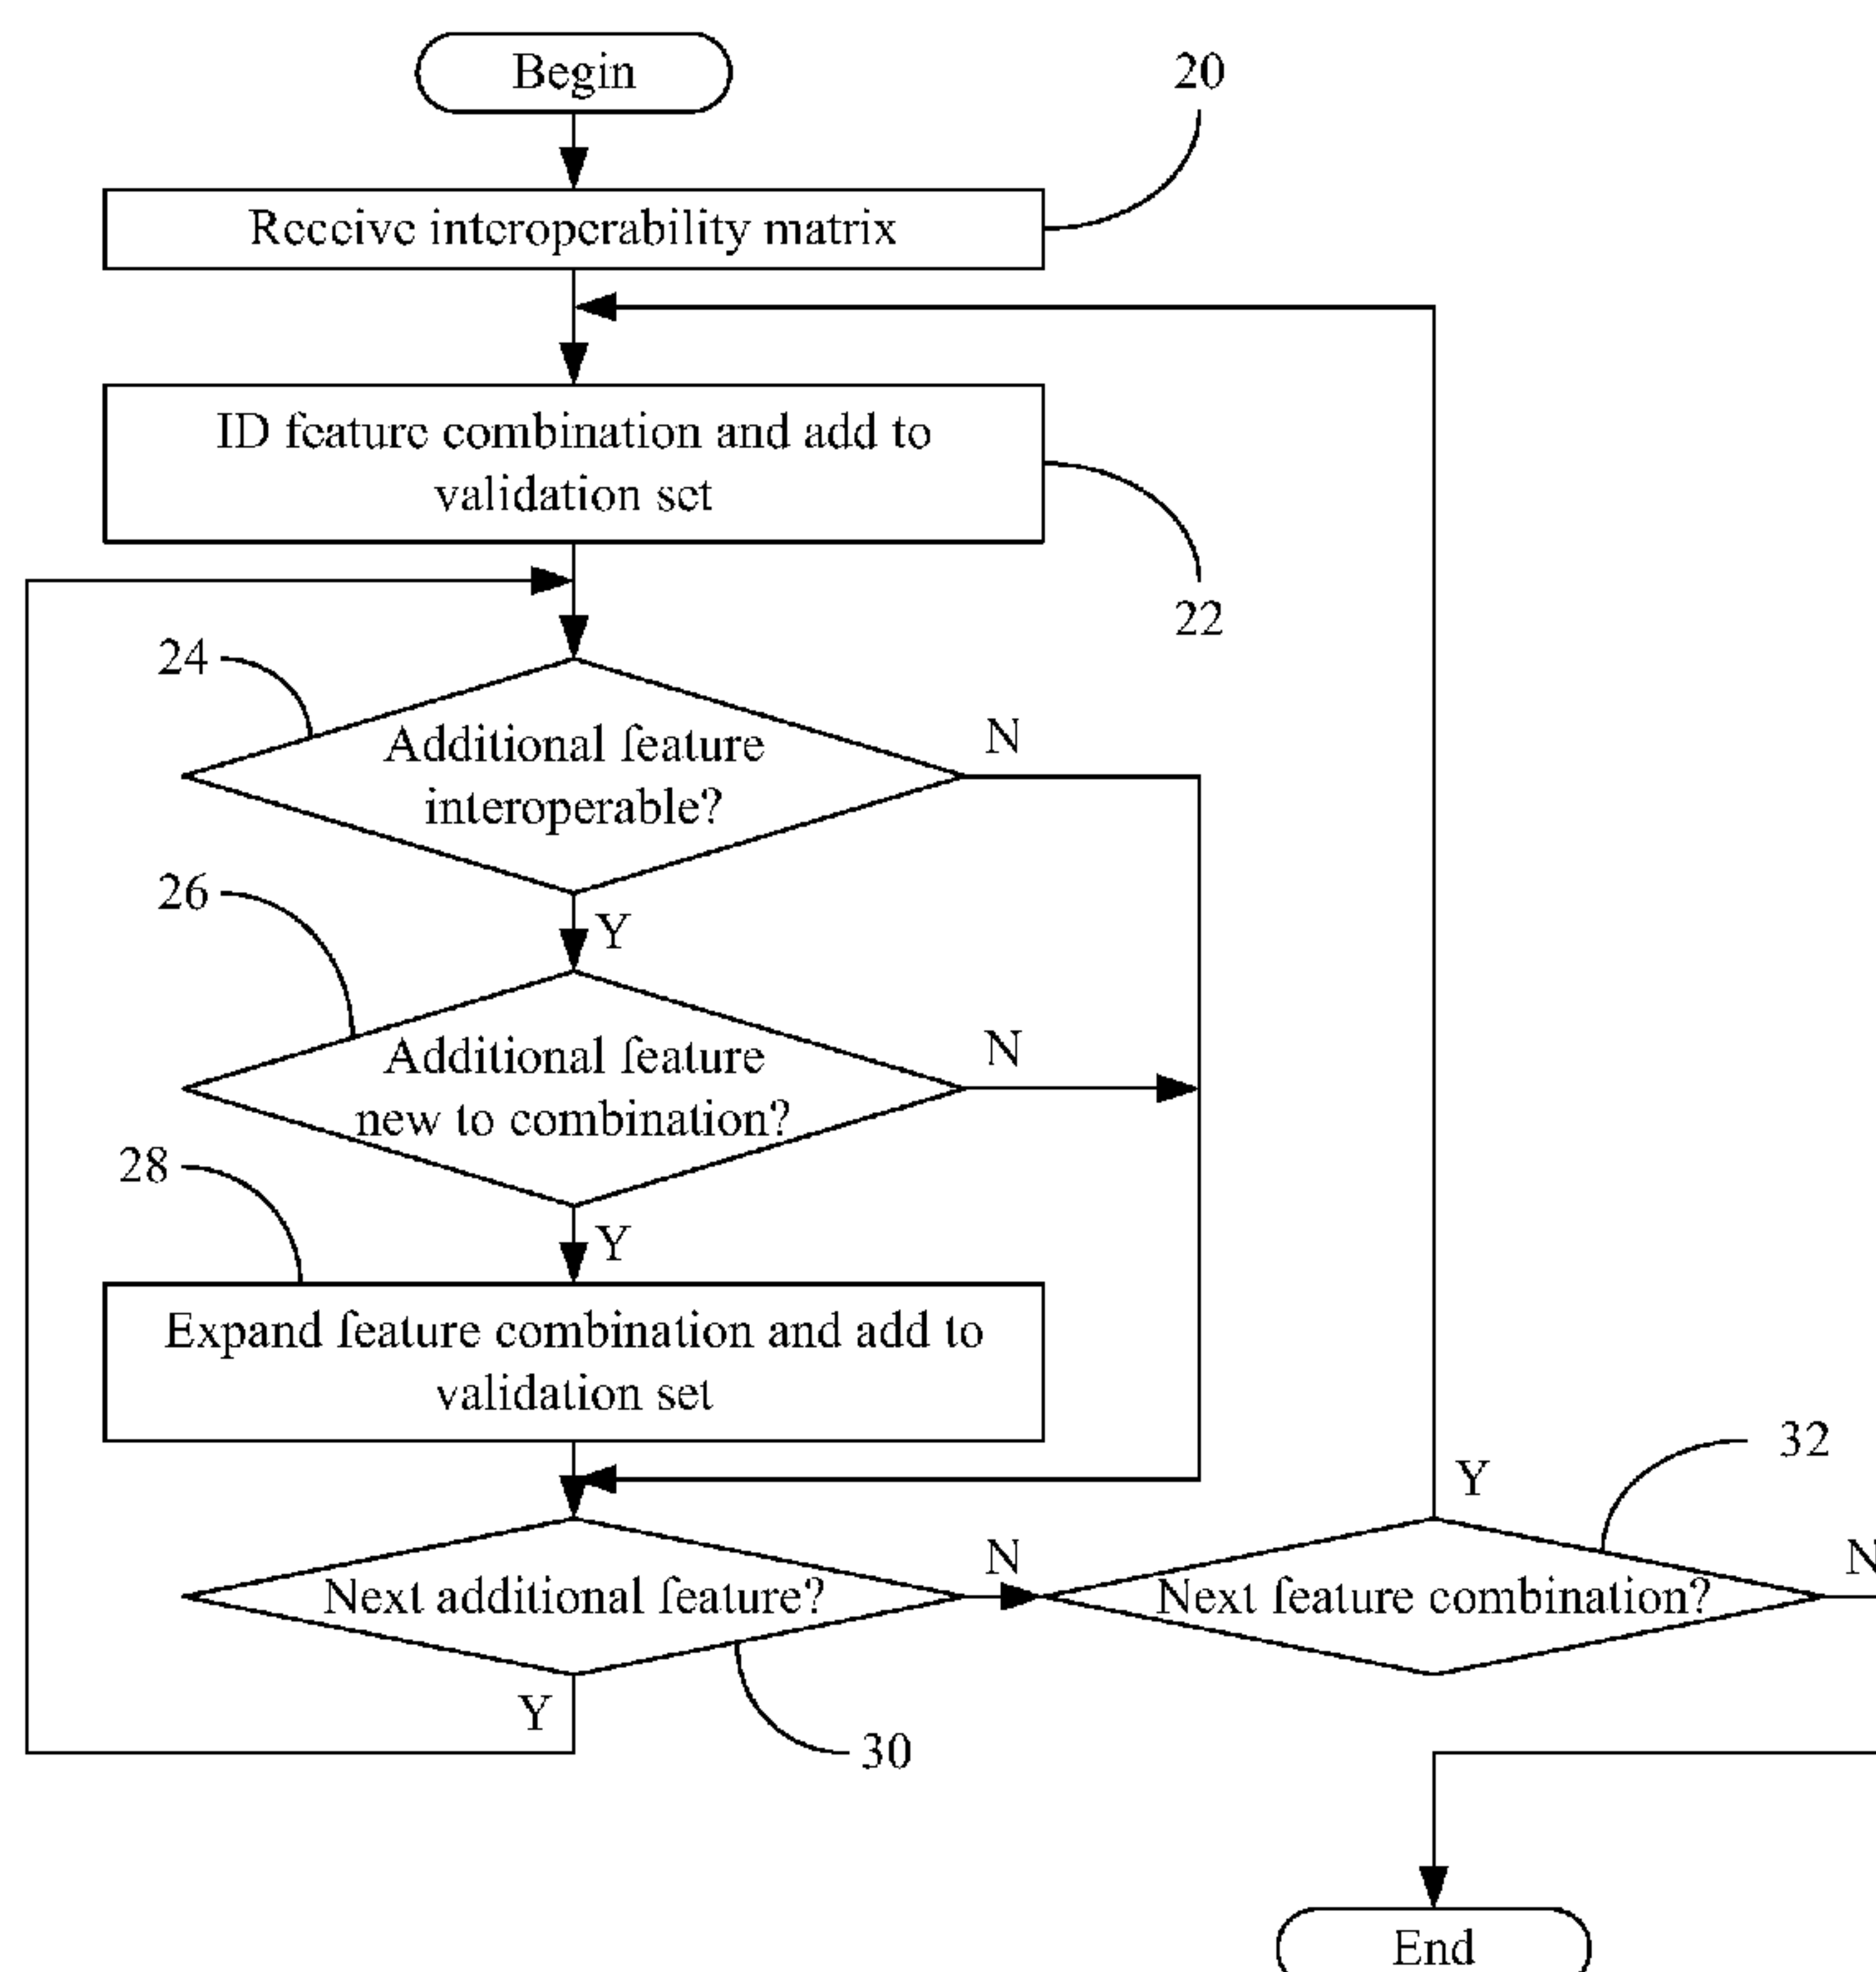 Begin
20
Receive interoperability matrix
ID feature combination and add to
validation set
22
24
Additional feature
interoperable?
N
Y
26
Additional feature
new to combination?
N
Y
28
Expand feature combination and add to
validation set
32
Y
N
N
Next additional feature?
Next feature combination?
Y
30
End